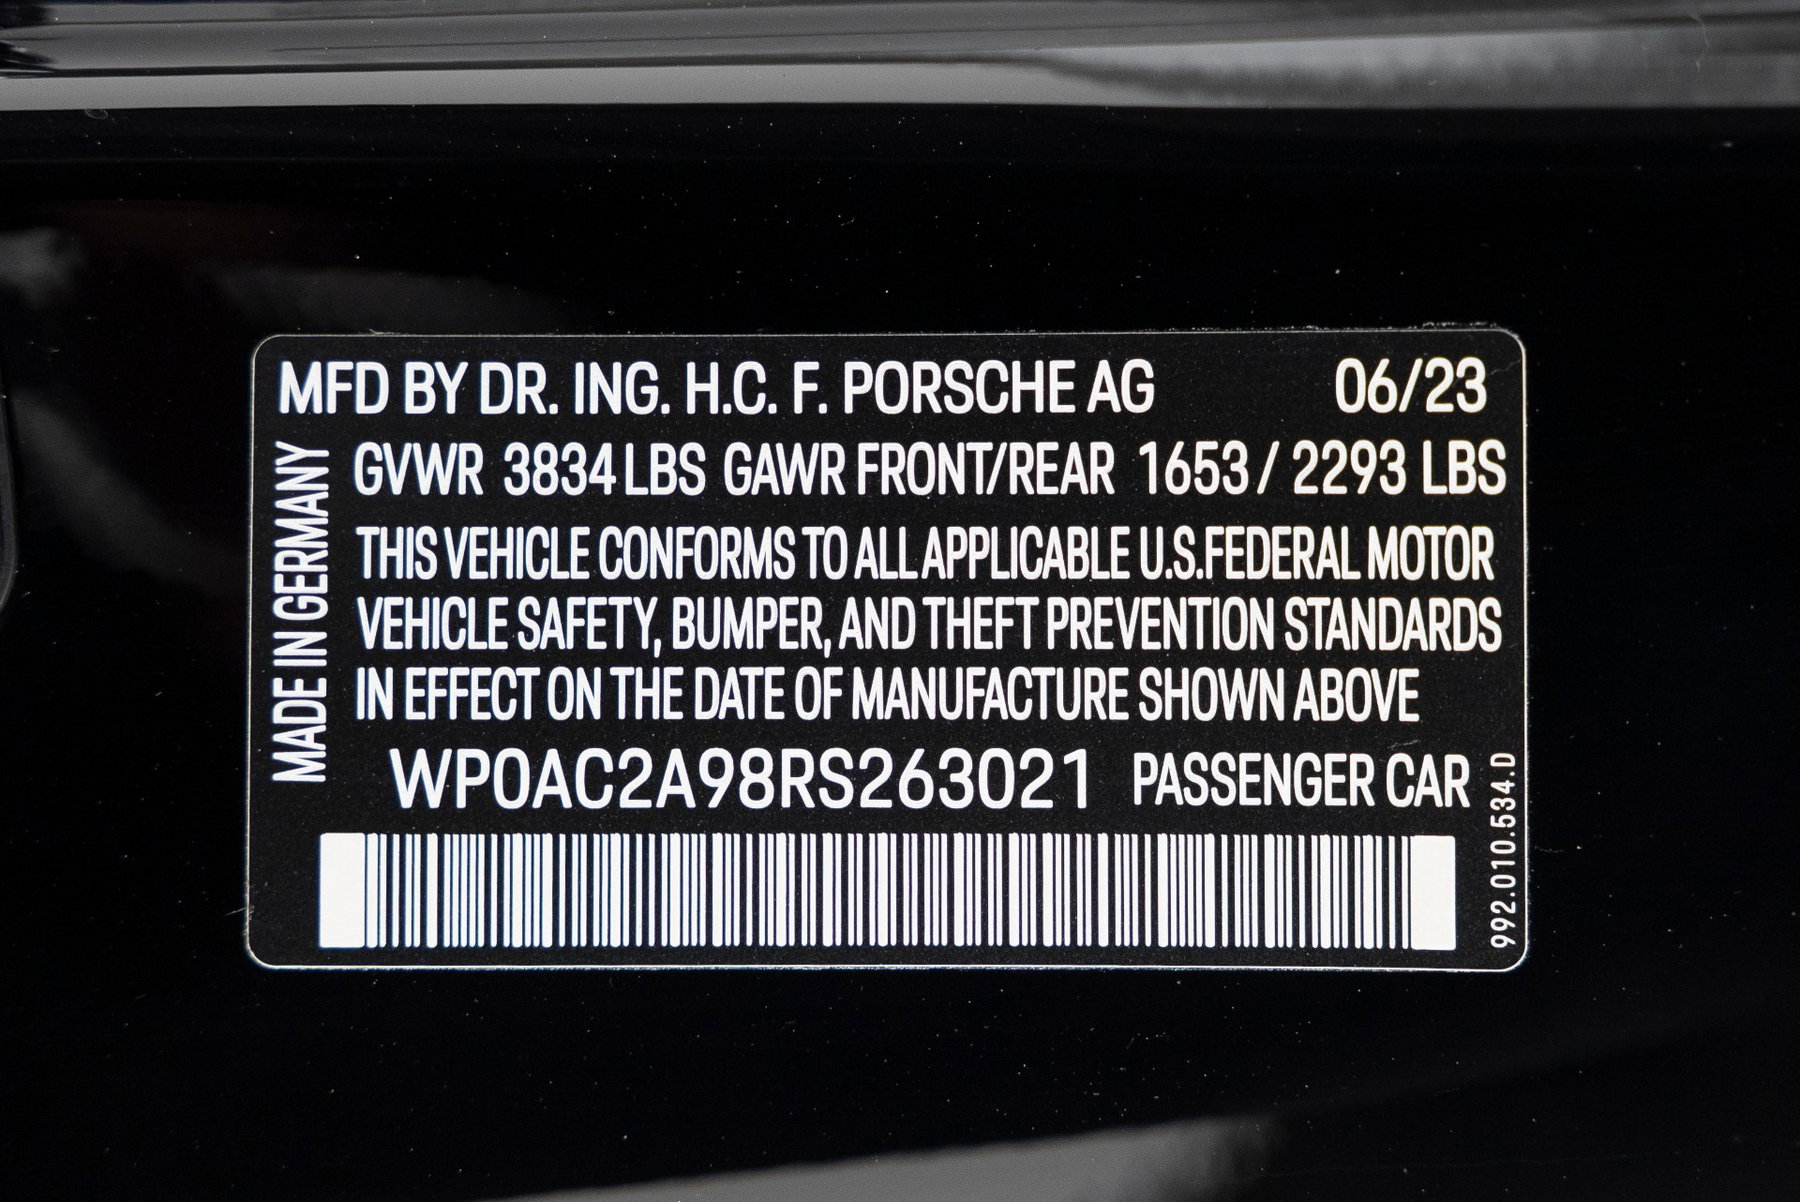 MFD BY DR. ING. H.C. F. PORSCHE AG 06/23
MADE IN GERMANY
GVWR 3834 LBS GAWR FRONT/REAR 1653 / 2293 LBS
THIS VEHICLE CONFORMS TO ALL APPLICABLE U.S.FEDERAL MOTOR
VEHICLE SAFETY, BUMPER, AND THEFT PREVENTION STANDARDS
IN EFFECT ON THE DATE OF MANUFACTURE SHOWN ABOVE
WP0AC2A98RS263021 PASSENGER CAR
992.010.534.D